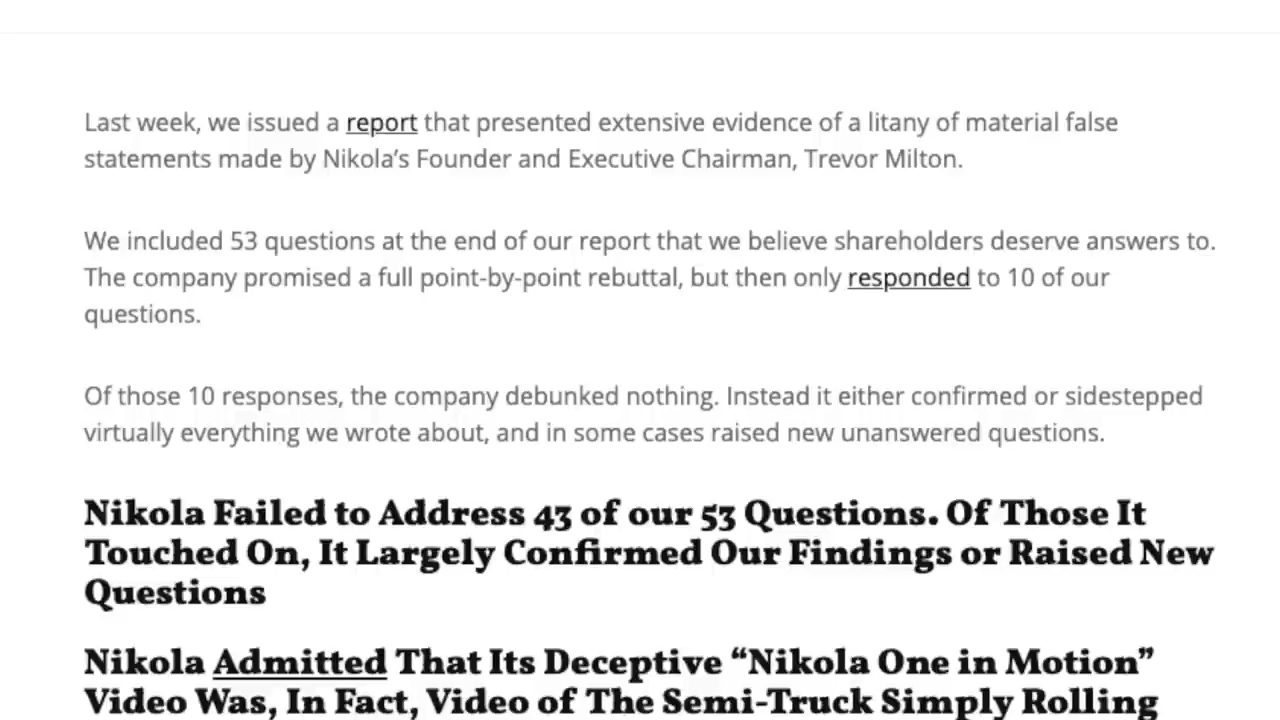 Last week, we issued a report that presented extensive evidence of a litany of material false
statements made by Nikola’s Founder and Executive Chairman, Trevor Milton.
We included 53 questions at the end of our report that we believe shareholders deserve answers to.
The company promised a full point-by-point rebuttal, but then only responded to 10 of our
questions.
Of those 10 responses, the company debunked nothing. Instead it either confirmed or sidestepped
virtually everything we wrote about, and in some cases raised new unanswered questions.
Nikola Failed to Address 43 of our 53 Questions. Of Those It
Touched On, It Largely Confirmed Our Findings or Raised New
Questions
Nikola Admitted That Its Deceptive “Nikola One in Motion”
Video Was, In Fact, Video of The Semi-Truck Simply Rolling